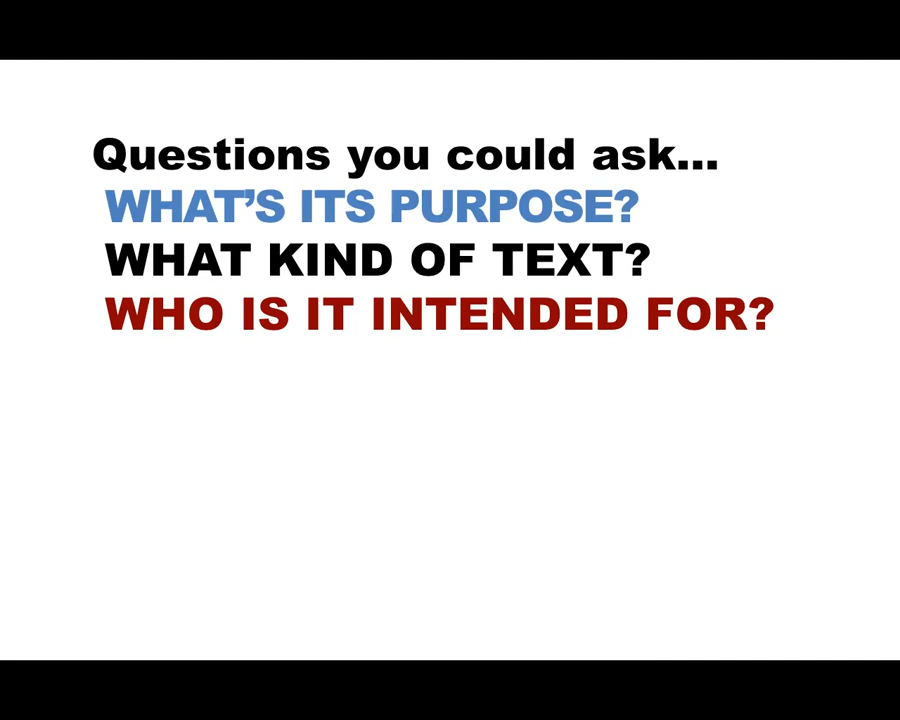 Questions you could ask...
WHAT'S ITS PURPOSE?
WHAT KIND OF TEXT?
WHO IS IT INTENDED FOR?